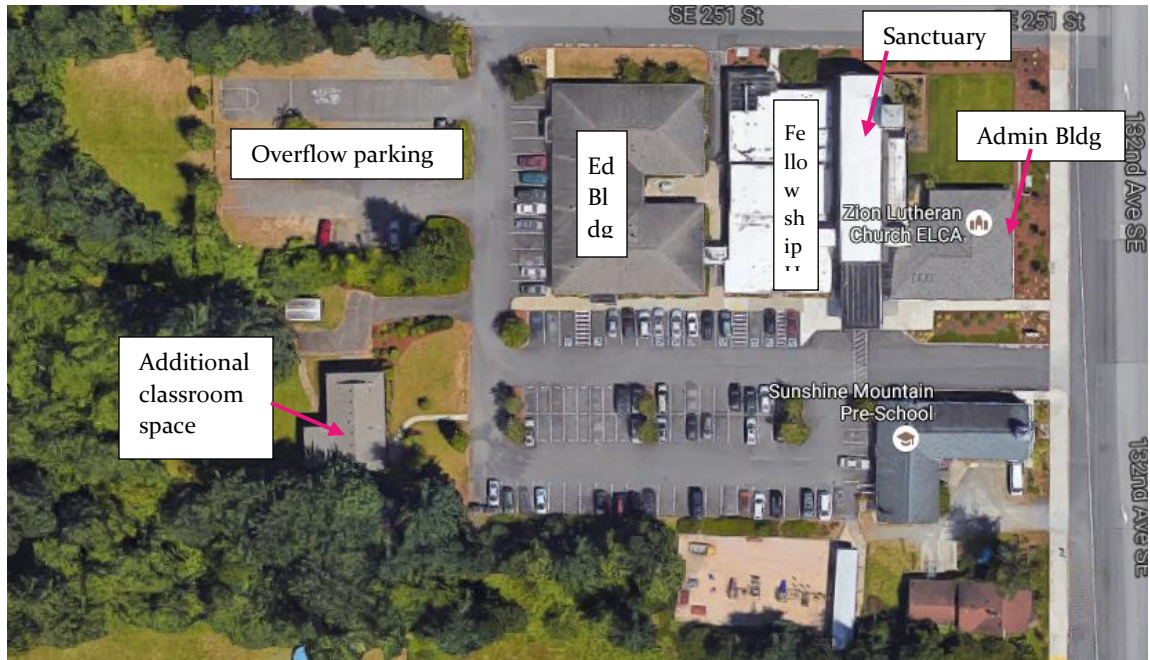 SE 251 St
SE 251 St
Sanctuary
Overflow parking
Ed
Bl
dg
Fe
llo
w
sh
ip
Admin Bldg
132nd Ave SE
Zion Lutheran
Church ELCA
Additional
classroom
space
Sunshine Mountain
Pre-School
132nd Ave SE